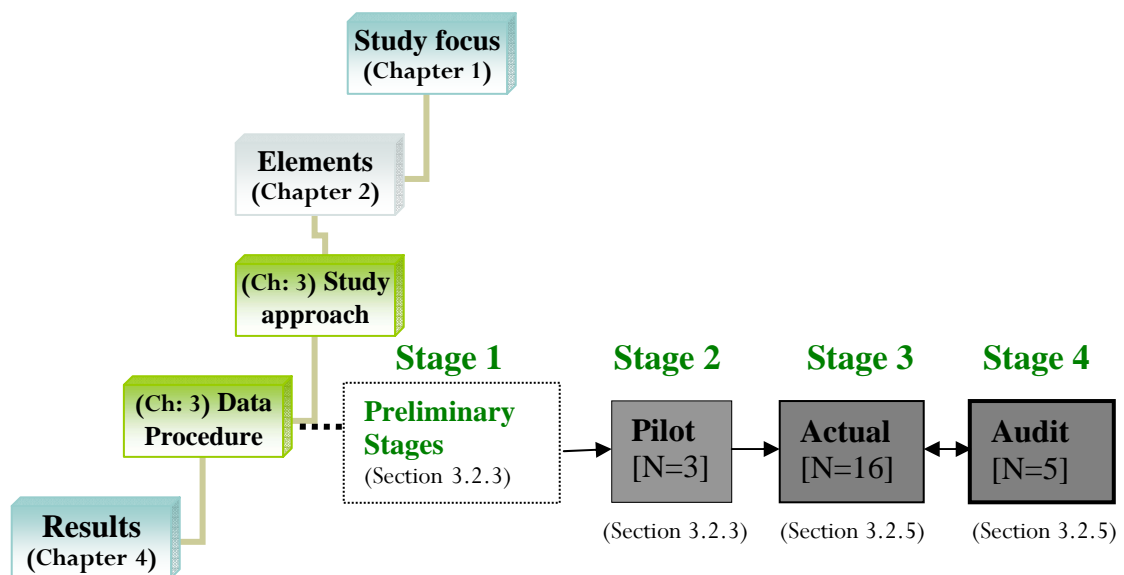 Study focus
(Chapter 1)
Elements
(Chapter 2)
(Ch: 3) Study
approach
(Ch: 3) Data
Procedure
Results
(Chapter 4)
Stage 1
Preliminary
Stages
(Section 3.2.3)
Stage 2
Pilot
[N=3]
(Section 3.2.3)
Stage 3
Actual
[N=16]
(Section 3.2.5)
Stage 4
Audit
[N=5]
(Section 3.2.5)